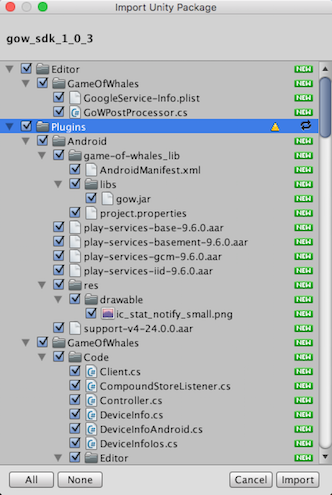 Import Unity Package
gow_sdk_1_0_3
Editor NEW
GameOfWhales NEW
GoogleService-Info.plist NEW
GoWPostProcessor.cs NEW
Plugins
Android NEW
game-of-whales_lib NEW
AndroidManifest.xml NEW
libs NEW
gow.jar NEW
project.properties NEW
play-services-base-9.6.0.aar NEW
play-services-basement-9.6.0.aar NEW
play-services-gcm-9.6.0.aar NEW
play-services-iid-9.6.0.aar NEW
res NEW
drawable NEW
ic_stat_notify_small.png NEW
support-v4-24.0.0.aar NEW
GameOfWhales NEW
Code NEW
Client.cs NEW
CompoundStoreListener.cs NEW
Controller.cs NEW
DeviceInfo.cs NEW
DeviceInfoAndroid.cs NEW
DeviceInfoIos.cs NEW
Editor NEW
All None Cancel Import